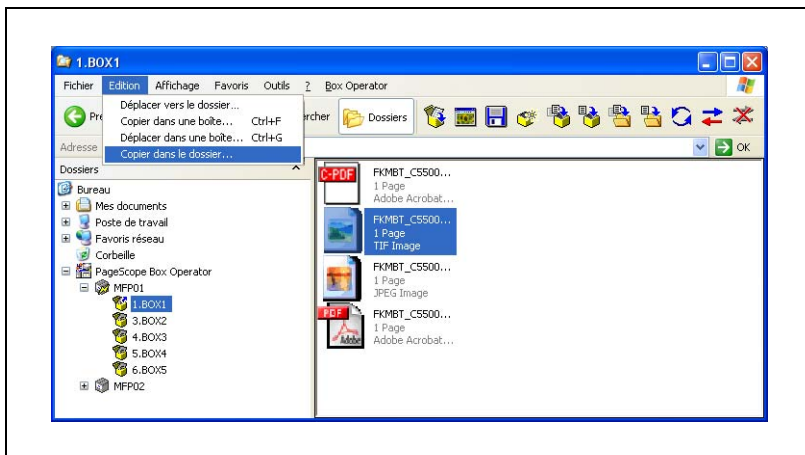 1.BOX1
Fichier Edition Affichage Favoris Outils ? Box Operator
Déplacer vers le dossier...
Copier dans une boîte... Ctrl+F
Déplacer dans une boîte... Ctrl+G
Copier dans le dossier...
Dossiers
Adresse
OK
Dossiers
Bureau
Mes documents
Poste de travail
Favoris réseau
Corbeille
PageScope Box Operator
MFP01
1.BOX1
3.BOX2
4.BOX3
5.BOX4
6.BOX5
MFP02
C-PDF
FKMBT_C5500...
1 Page
Adobe Acrobat...
FKMBT_C5500...
1 Page
TIF Image
FKMBT_C5500...
1 Page
JPEG Image
PDF
Adobe
FKMBT_C5500...
1 Page
Adobe Acrobat...